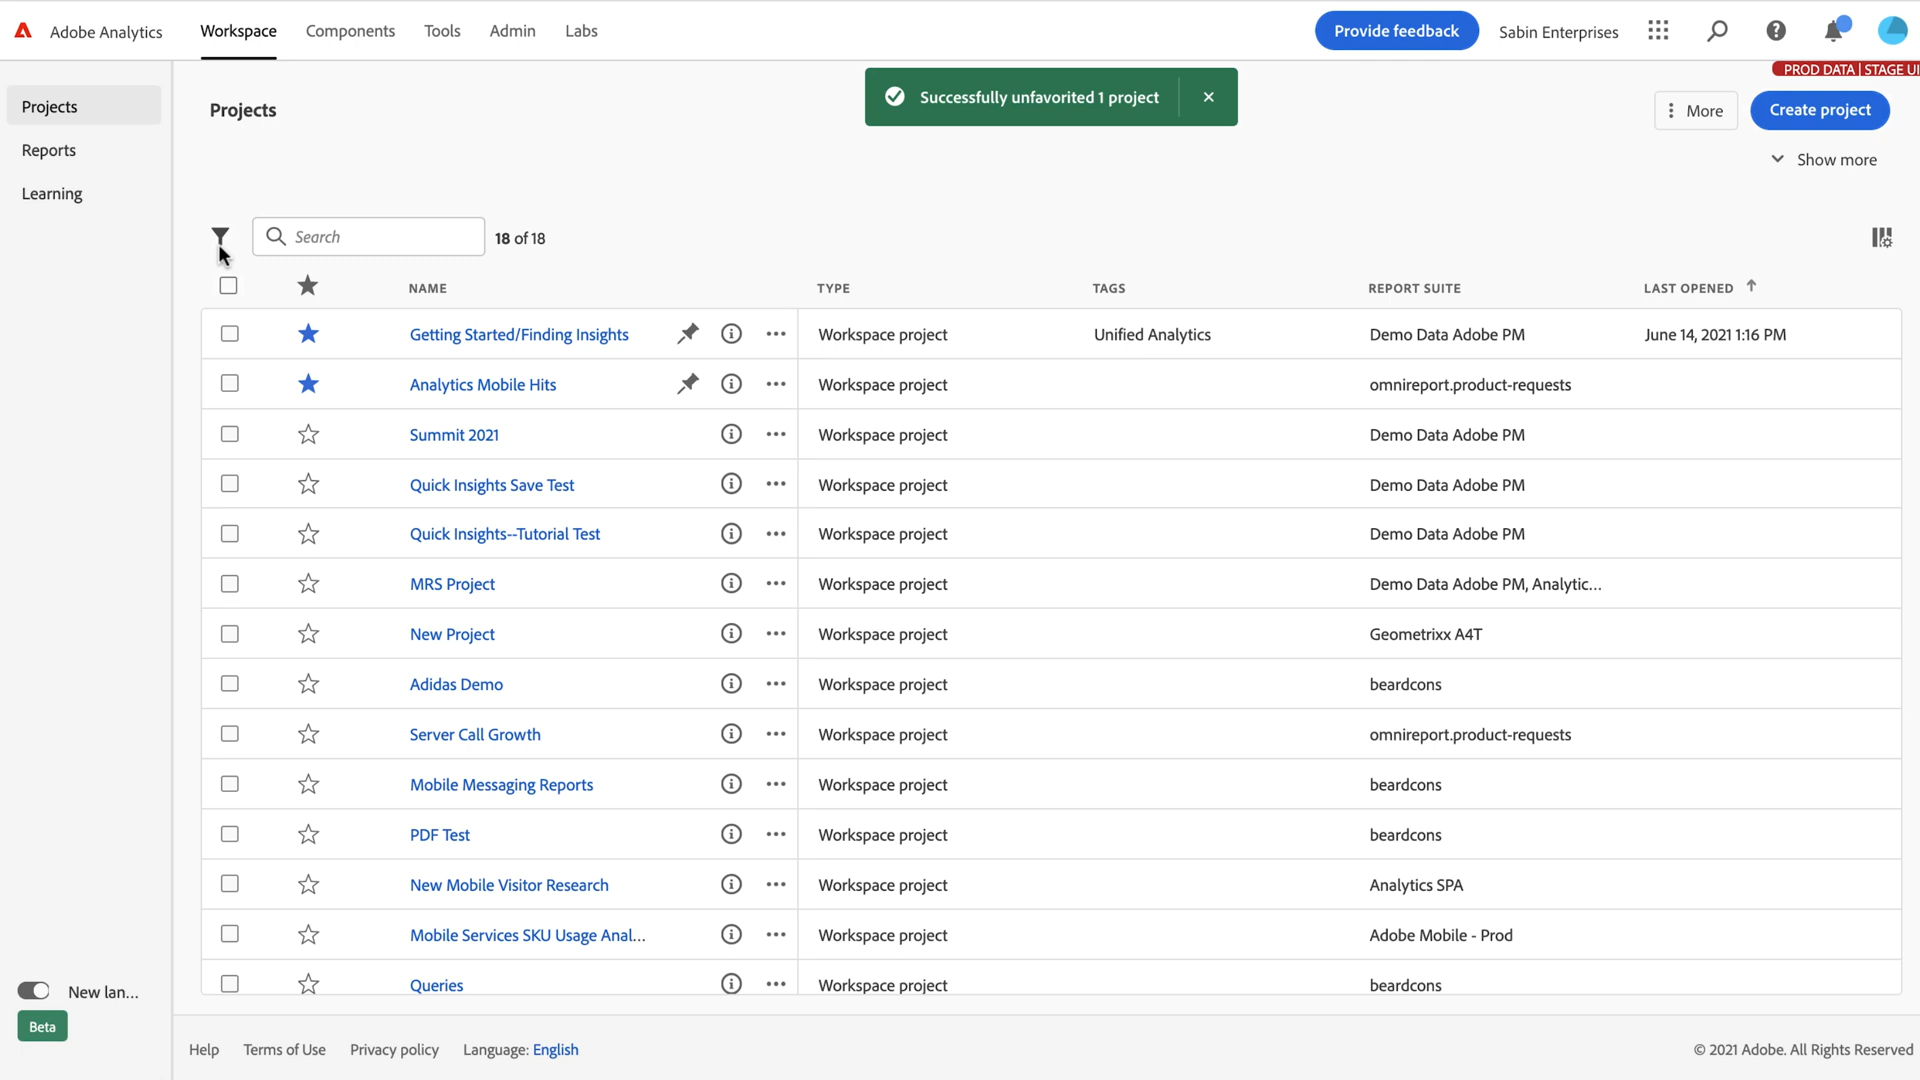 Adobe Analytics Workspace Components Tools Admin Labs Provide feedback Sabin Enterprises
PROD DATA | STAGE UI
Projects
Reports
Learning
Projects
Successfully unfavorited 1 project
More
Create project
Show more
Search
18 of 18
NAME TYPE TAGS REPORT SUITE LAST OPENED
Getting Started/Finding Insights Workspace project Unified Analytics Demo Data Adobe PM June 14, 2021 1:16 PM
Analytics Mobile Hits Workspace project omnireport.product-requests
Summit 2021 Workspace project Demo Data Adobe PM
Quick Insights Save Test Workspace project Demo Data Adobe PM
Quick Insights--Tutorial Test Workspace project Demo Data Adobe PM
MRS Project Workspace project Demo Data Adobe PM, Analytic...
New Project Workspace project Geometrixx A4T
Adidas Demo Workspace project beardcons
Server Call Growth Workspace project omnireport.product-requests
Mobile Messaging Reports Workspace project beardcons
PDF Test Workspace project beardcons
New Mobile Visitor Research Workspace project Analytics SPA
Mobile Services SKU Usage Anal... Workspace project Adobe Mobile - Prod
Queries Workspace project beardcons
New lan...
Beta
Help Terms of Use Privacy policy Language: English © 2021 Adobe. All Rights Reserved